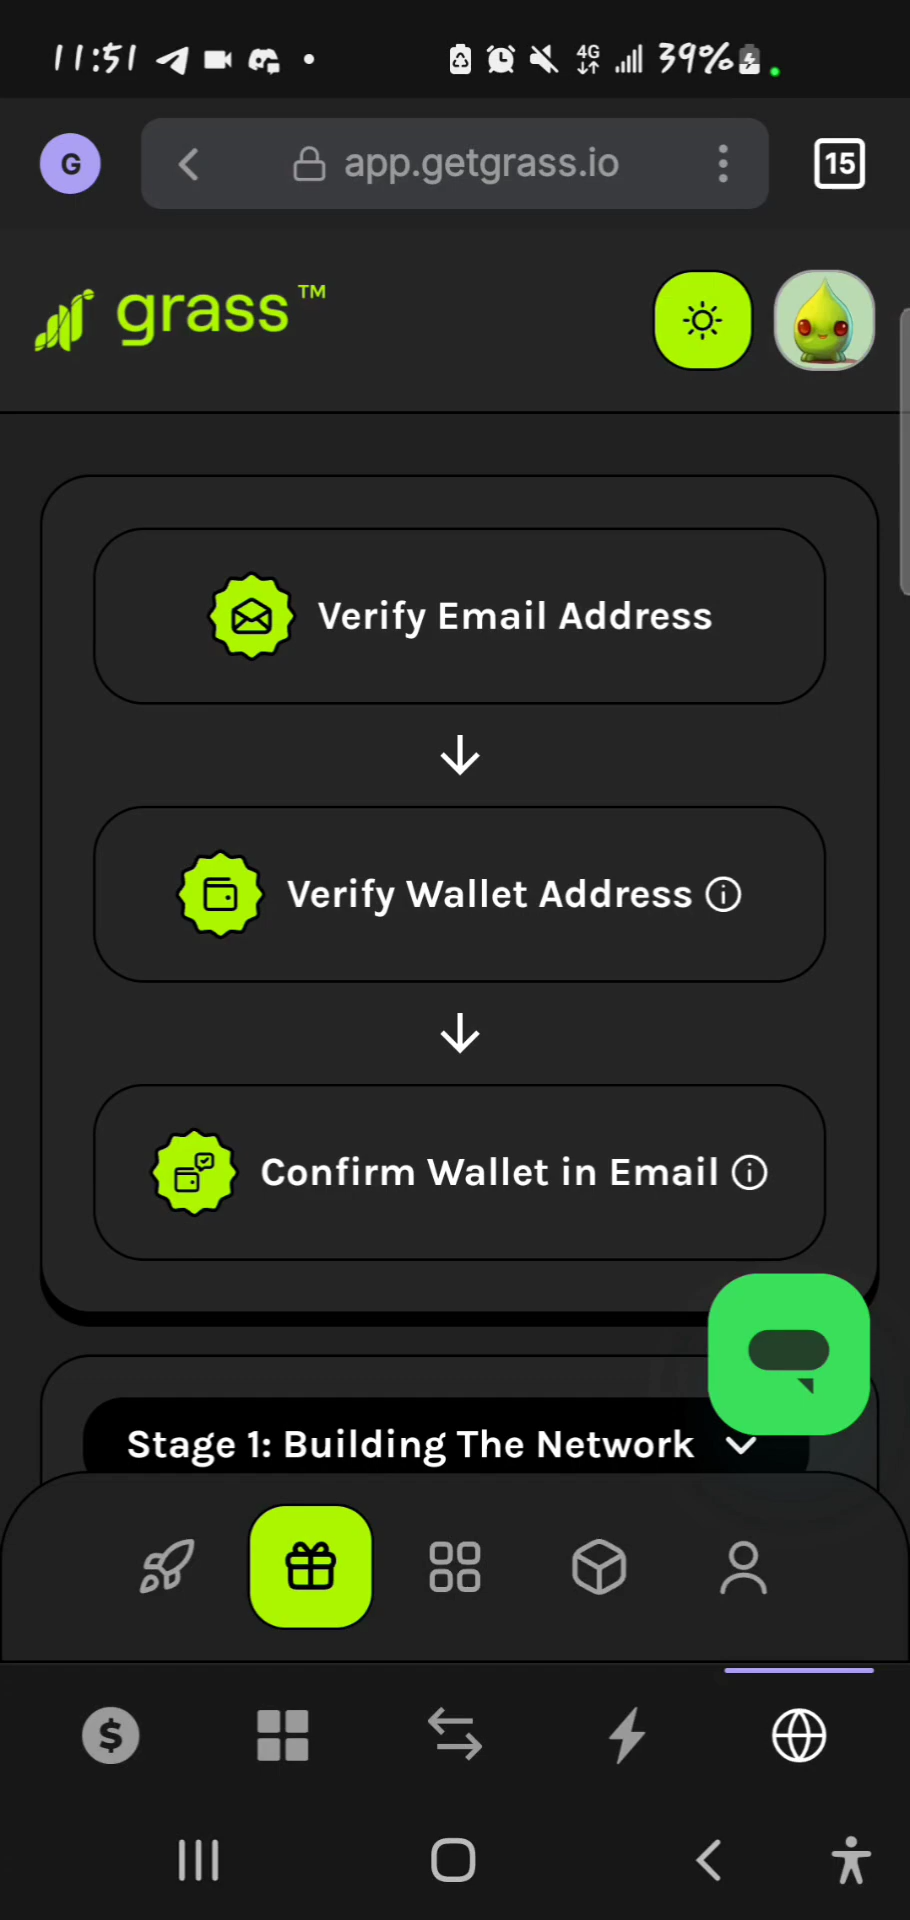 11:51
4G
39%
G
app.getgrass.io
15
grass™
Verify Email Address
Verify Wallet Address
Confirm Wallet in Email
Stage 1: Building The Network